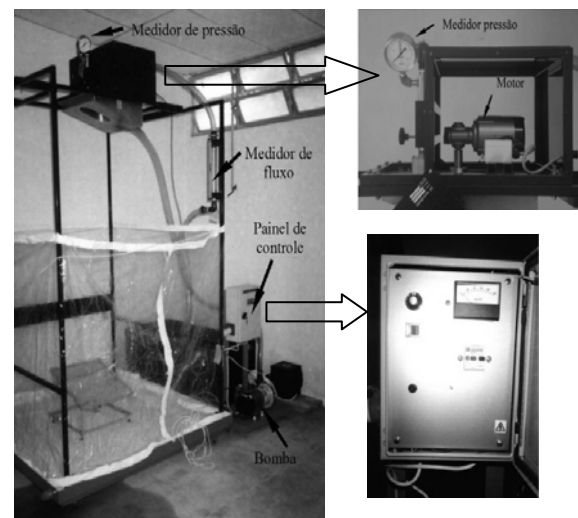 Medidor de pressão
Medidor de
fluxo
Painel de
controle
Bomba
Medidor pressão
Motor